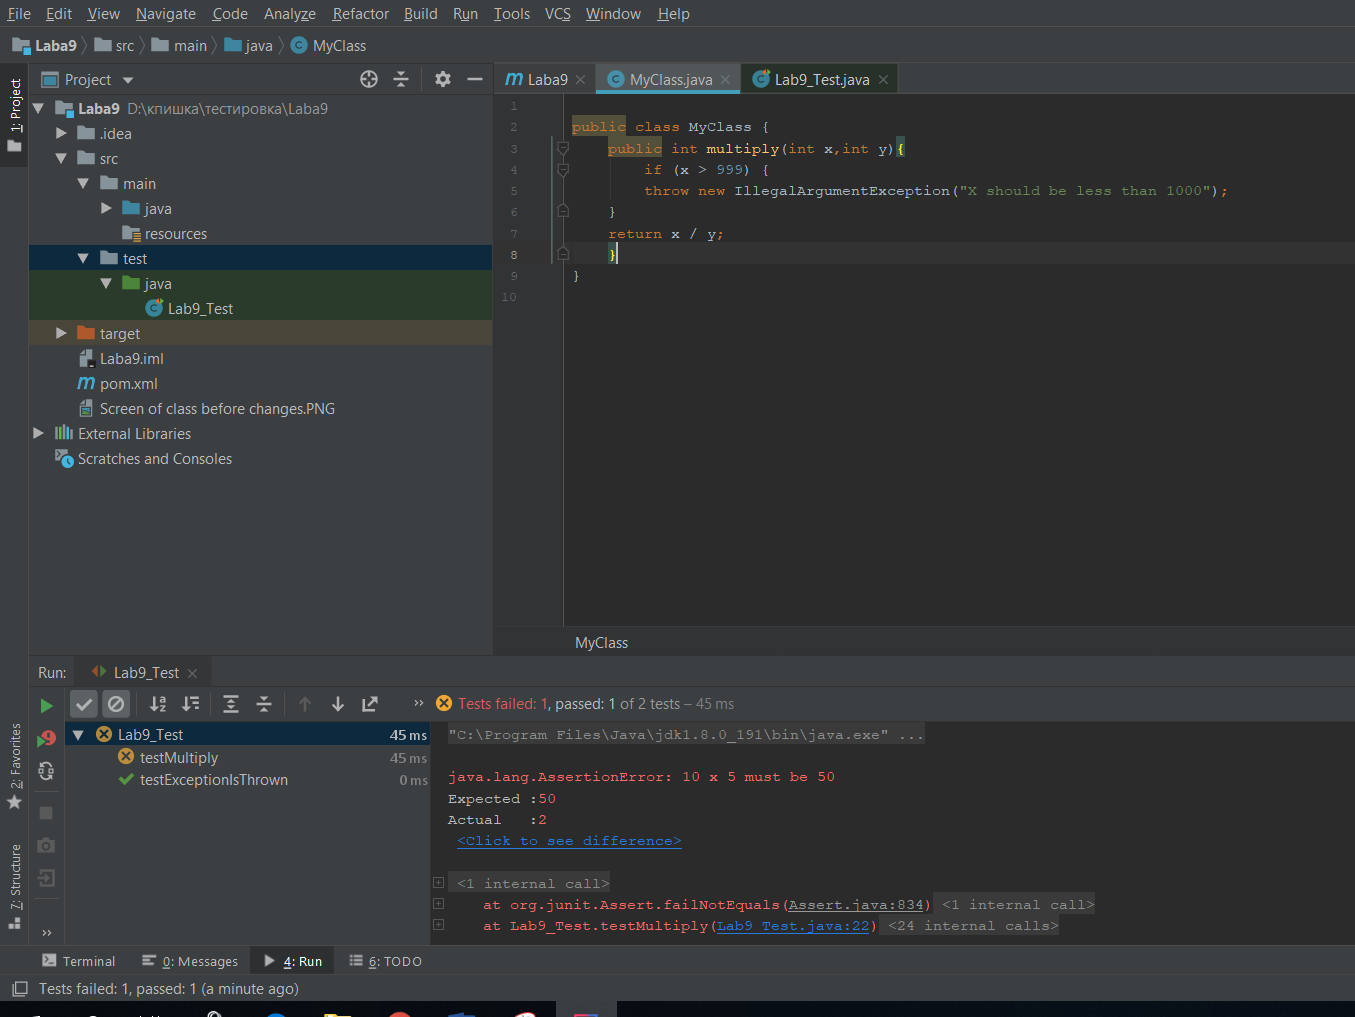 File Edit View Navigate Code Analyze Refactor Build Run Tools VCS Window Help
Laba9 src main java MyClass
1: Project
Project
Laba9 D:\кпишка\тестировка\Laba9
.idea
src
main
java
resources
test
java
Lab9_Test
target
Laba9.iml
pom.xml
Screen of class before changes.PNG
External Libraries
Scratches and Consoles
Laba9 MyClass.java Lab9_Test.java
1
2 public class MyClass {
3 public int multiply(int x,int y){
4 if (x > 999) {
5 throw new IllegalArgumentException("X should be less than 1000");
6 }
7 return x / y;
8 }
9 }
10
MyClass
Run: Lab9_Test
Tests failed: 1, passed: 1 of 2 tests – 45 ms
2: Favorites
7: Structure
Lab9_Test 45 ms
testMultiply 45 ms
testExceptionIsThrown 0 ms
"C:\Program Files\Java\jdk1.8.0_191\bin\java.exe" ...
java.lang.AssertionError: 10 x 5 must be 50
Expected :50
Actual :2
<Click to see difference>
<1 internal call>
at org.junit.Assert.failNotEquals(Assert.java:834) <1 internal call>
at Lab9_Test.testMultiply(Lab9_Test.java:22) <24 internal calls>
Terminal 0: Messages 4: Run 6: TODO
Tests failed: 1, passed: 1 (a minute ago)